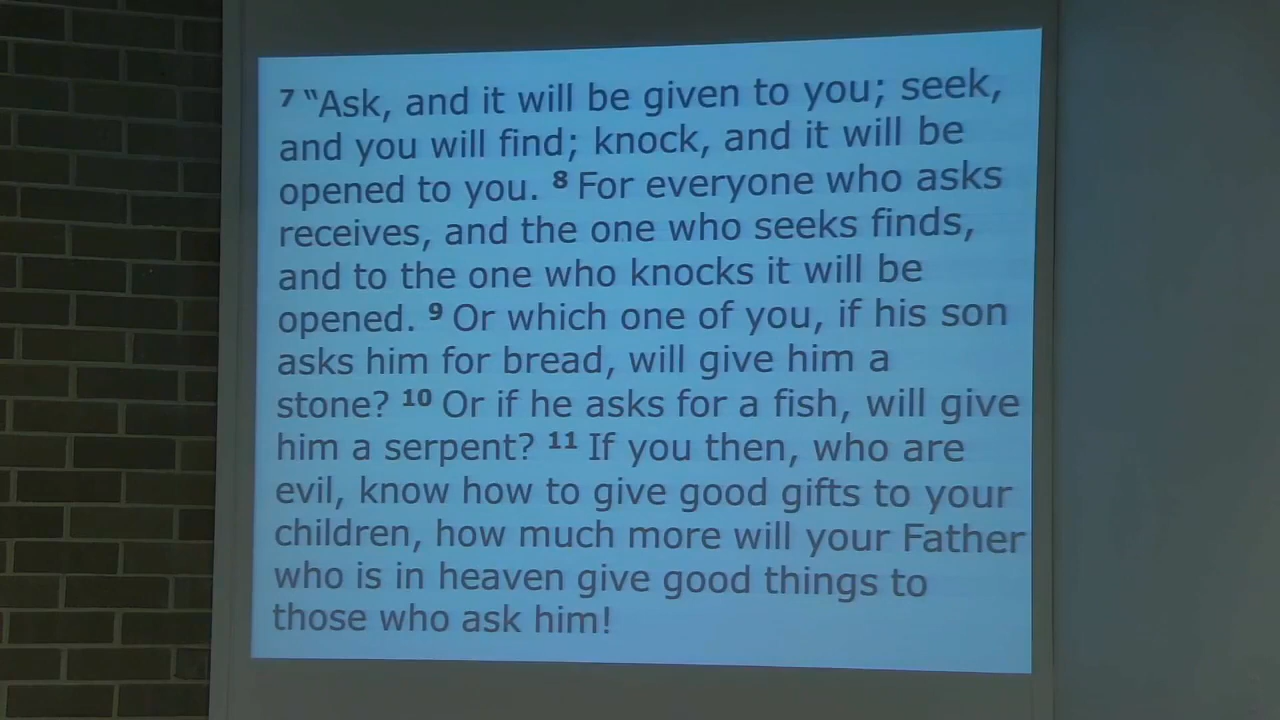 7 "Ask, and it will be given to you; seek,
and you will find; knock, and it will be
opened to you. 8 For everyone who asks
receives, and the one who seeks finds,
and to the one who knocks it will be
opened. 9 Or which one of you, if his son
asks him for bread, will give him a
stone? 10 Or if he asks for a fish, will give
him a serpent? 11 If you then, who are
evil, know how to give good gifts to your
children, how much more will your Father
who is in heaven give good things to
those who ask him!